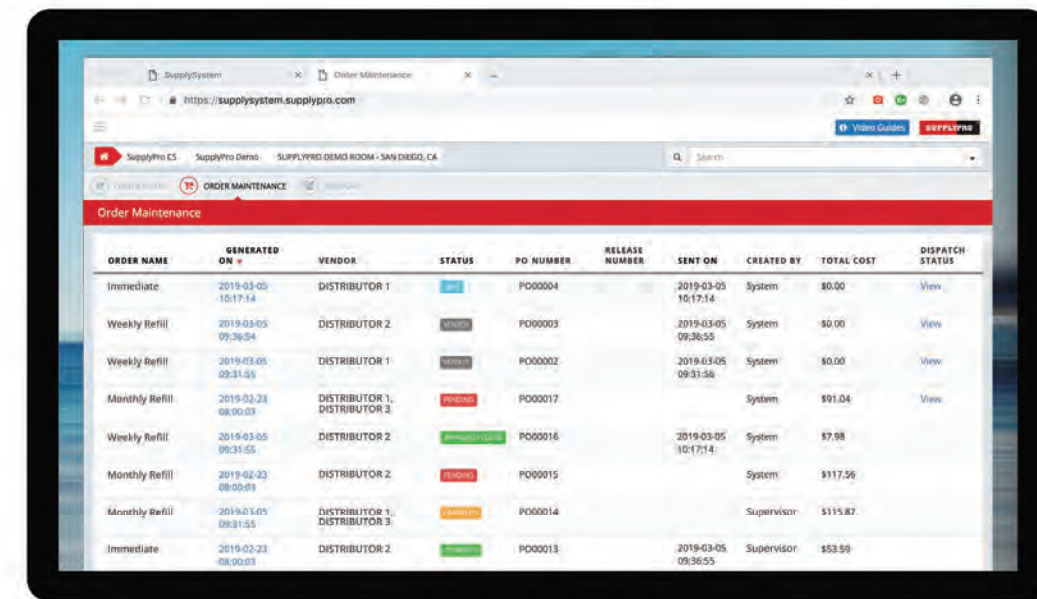 SupplySystem × Order Maintenance ×
https://supplysystem.supplypro.com
Video Guides SUPPLYPRO
SupplyPro CS SupplyPro Demo SUPPLYPRO DEMO ROOM - SAN DIEGO, CA Search
ORDER MAINTENANCE
Order Maintenance
ORDER NAME GENERATED ON VENDOR STATUS PO NUMBER RELEASE NUMBER SENT ON CREATED BY TOTAL COST DISPATCH STATUS
Immediate 2019-03-05 DISTRIBUTOR 1 PO00004 2019-03-05 System $0.00 View
10:17:14 10:17:14
Weekly Refill 2019-03-05 DISTRIBUTOR 2 VENDED PO00003 2019-03-05 System $0.00 View
09:36:54 09:36:55
Weekly Refill 2019-03-05 DISTRIBUTOR 1 VENDED PO00002 2019-03-05 System $0.00 View
09:31:55 09:31:56
Monthly Refill 2019-02-23 DISTRIBUTOR 1, PENDING PO00017 System $91.04 View
08:00:03 DISTRIBUTOR 3
Weekly Refill 2019-03-05 DISTRIBUTOR 2 PO00016 2019-03-05 System $7.98
09:31:55 10:17:14
Monthly Refill 2019-02-23 DISTRIBUTOR 2 PENDING PO00015 System $117.56
08:00:03
Monthly Refill 2019-03-05 DISTRIBUTOR 1, PO00014 Supervisor $115.87
09:31:55 DISTRIBUTOR 3
Immediate 2019-02-23 DISTRIBUTOR 2 PO00013 2019-03-05 Supervisor $53.50
08:00:03 09:36:55